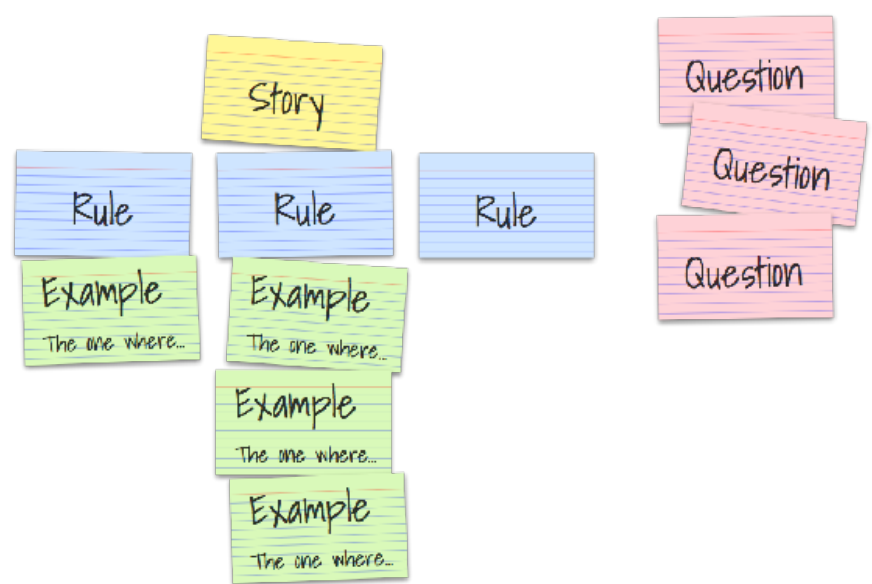 Story
Rule
Rule
Rule
Example
The one where...
Example
The one where...
Example
The one where...
Example
The one where...
Question
Question
Question